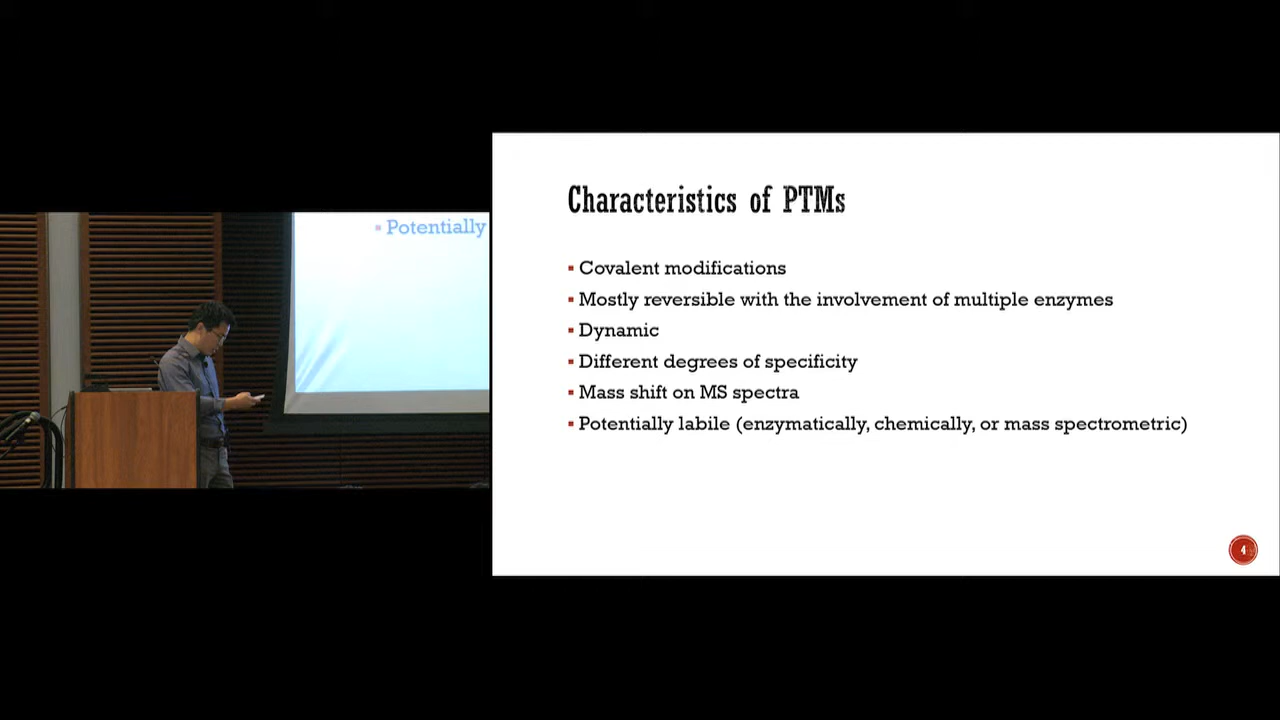 ▪ Potentially
Characteristics of PTMs
▪ Covalent modifications
▪ Mostly reversible with the involvement of multiple enzymes
▪ Dynamic
▪ Different degrees of specificity
▪ Mass shift on MS spectra
▪ Potentially labile (enzymatically, chemically, or mass spectrometric)
4